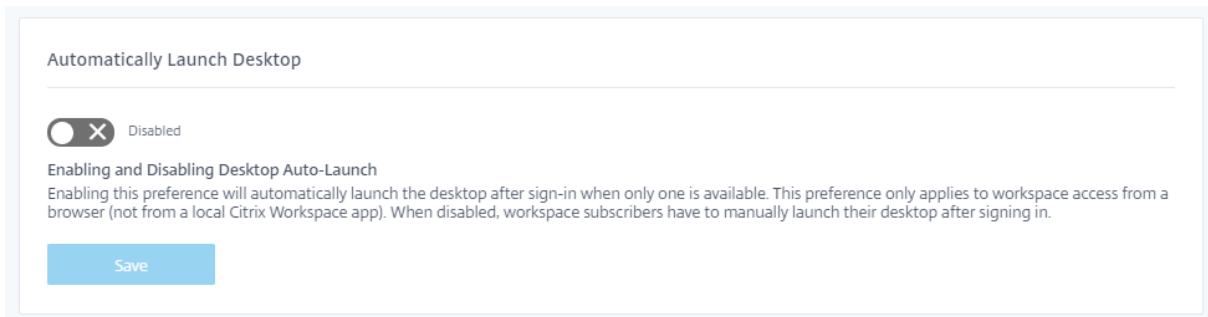 Automatically Launch Desktop
Disabled
Enabling and Disabling Desktop Auto-Launch
Enabling this preference will automatically launch the desktop after sign-in when only one is available. This preference only applies to workspace access from a
browser (not from a local Citrix Workspace app). When disabled, workspace subscribers have to manually launch their desktop after signing in.
Save